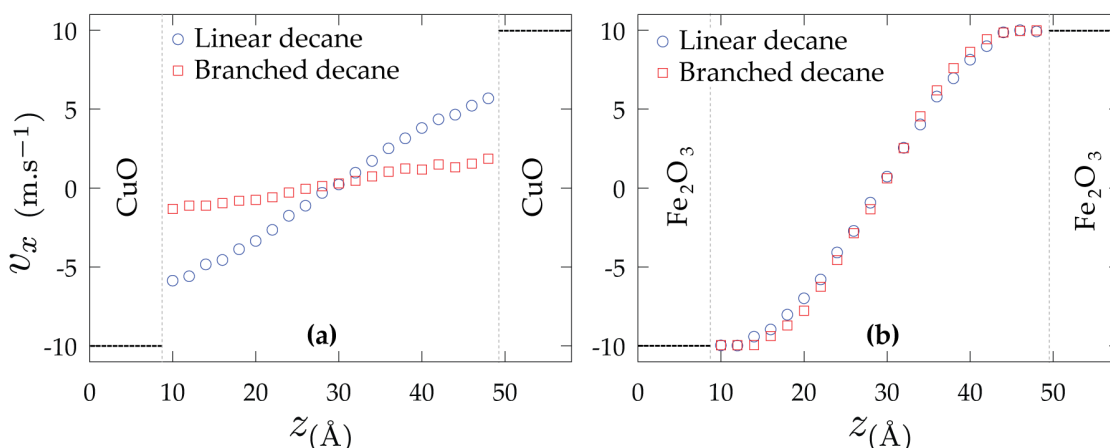 10
5
0
-5
-10
v_x (m.s⁻¹)
CuO
Linear decane
Branched decane
CuO
(a)
0 10 20 30 40 50
z(Å)
10
5
0
-5
-10
Fe₂O₃
Linear decane
Branched decane
Fe₂O₃
(b)
0 10 20 30 40 50
z(Å)